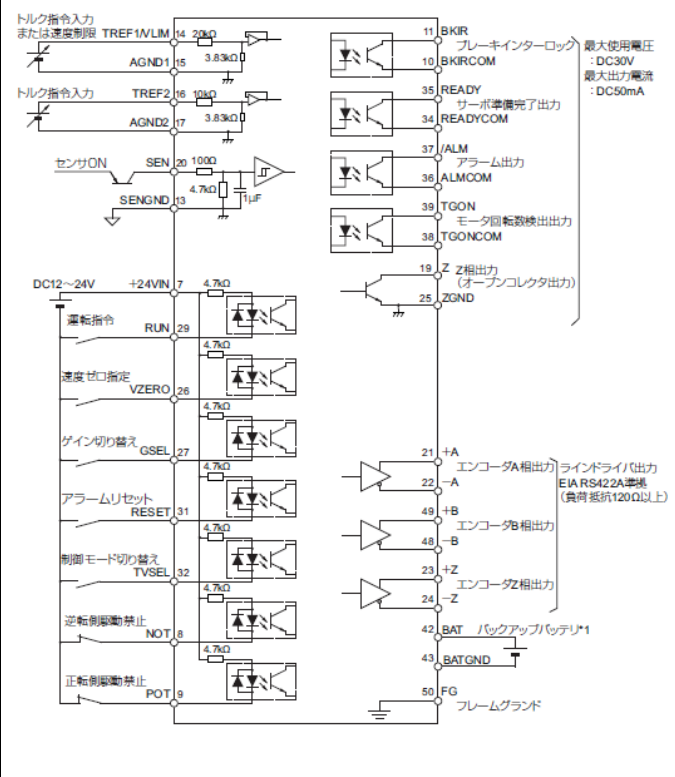 トルク指令入力
または速度制限 TREF1/VLIM 14 20kΩ
3.83kΩ
AGND1 15
トルク指令入力 TREF2 16 10kΩ
3.83kΩ
AGND2 17
センサON SEN 20 100Ω
4.7kΩ
1μF
SENGND 13
DC12～24V +24VIN 7 4.7kΩ
運転指令
RUN 29
4.7kΩ
速度ゼロ指定
VZERO 26
4.7kΩ
ゲイン切り替え
GSEL 27
4.7kΩ
アラームリセット
RESET 31
4.7kΩ
制御モード切り替え
TVSEL 32
4.7kΩ
逆転側駆動禁止
NOT 8
4.7kΩ
正転側駆動禁止
POT 9
11 BKIR
ブレーキインターロック
10 BKIRCOM
35 READY
サーボ準備完了出力
34 READYCOM
37 /ALM
アラーム出力
36 ALMCOM
39 TGON
モータ回転数検出出力
38 TGONCOM
19 Z Z相出力
（オープンコレクタ出力）
25 ZGND
最大使用電圧
：DC30V
最大出力電流
：DC50mA
21 +A
エンコーダA相出力
22 −A
49 +B
エンコーダB相出力
48 −B
23 +Z
エンコーダZ相出力
24 −Z
ラインドライバ出力
EIA RS422A準拠
（負荷抵抗120Ω以上）
42 BAT バックアップバッテリ*1
43 BATGND
50 FG
フレームグランド